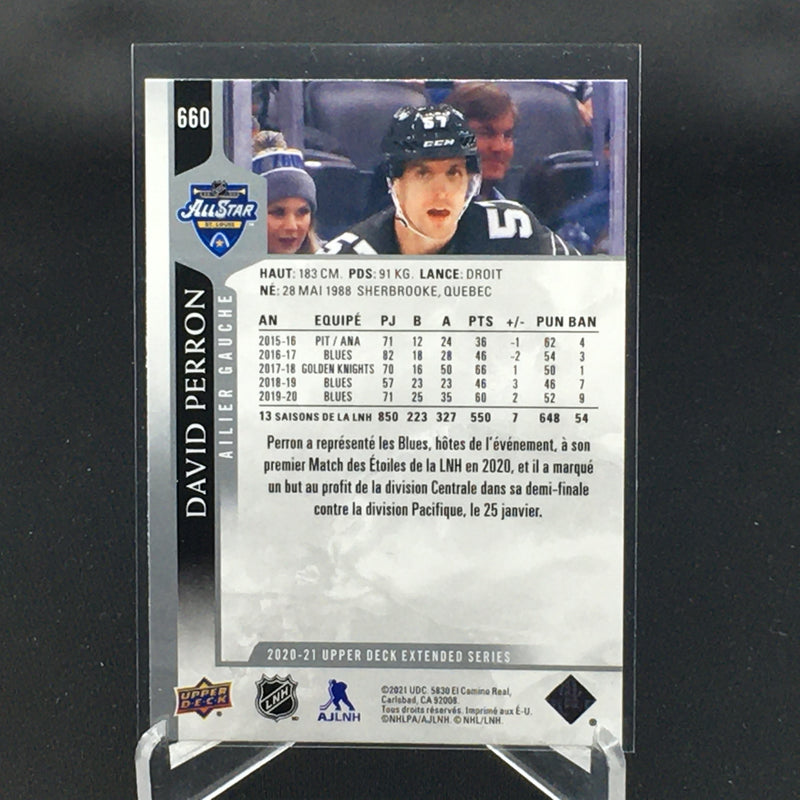 660
57
CCM
57
ALL STAR
ST. LOUIS
DAVID PERRON
AILIER GAUCHE
HAUT: 183 CM. PDS: 91 KG. LANCE: DROIT
NÉ: 28 MAI 1988 SHERBROOKE, QUEBEC
AN EQUIPÉ PJ B A PTS +/- PUN BAN
2015-16 PIT / ANA 71 12 24 36 -1 62 4
2016-17 BLUES 82 18 28 46 -2 54 3
2017-18 GOLDEN KNIGHTS 70 16 50 66 1 50 1
2018-19 BLUES 57 23 23 46 3 46 7
2019-20 BLUES 71 25 35 60 2 52 9
13 SAISONS DE LA LNH 850 223 327 550 7 648 54
Perron a représenté les Blues, hôtes de l'événement, à son
premier Match des Étoiles de la LNH en 2020, et il a marqué
un but au profit de la division Centrale dans sa demi-finale
contre la division Pacifique, le 25 janvier.
2020-21 UPPER DECK EXTENDED SERIES
UPPER DECK
LNH
AJLNH
©2021 UDC. 5830 El Camino Real,
Carlsbad, CA 92008.
Tous droits réservés. Imprimé aux É-U.
©NHLPA/AJLNH. © NHL/LNH.